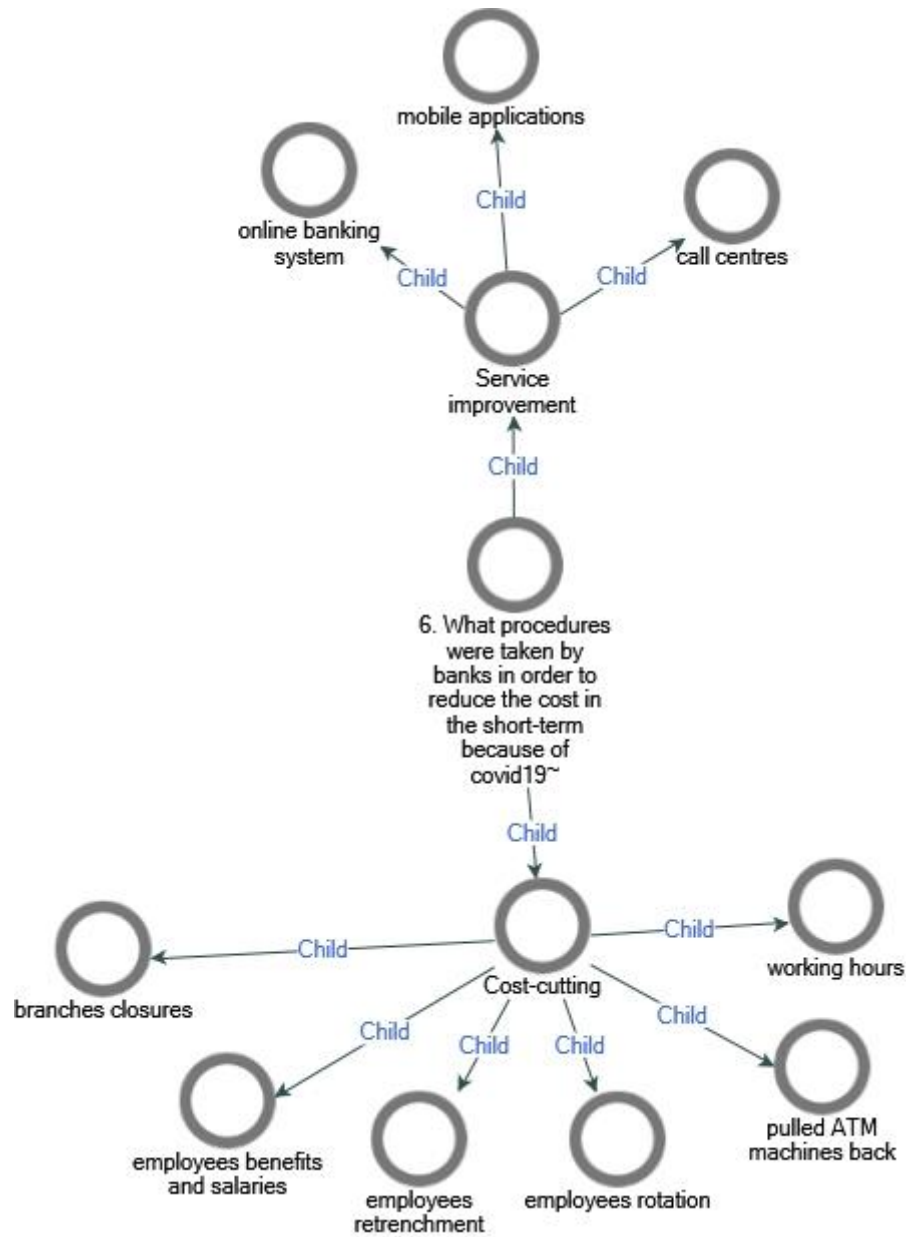 mobile applications
Child
online banking
system
Child
call centres
Child
Service
improvement
Child
6. What procedures
were taken by
banks in order to
reduce the cost in
the short-term
because of
covid19~
Child
Cost-cutting
Child
branches closures
Child
working hours
Child
employees benefits
and salaries
Child
employees
retrenchment
Child
employees rotation
Child
pulled ATM
machines back